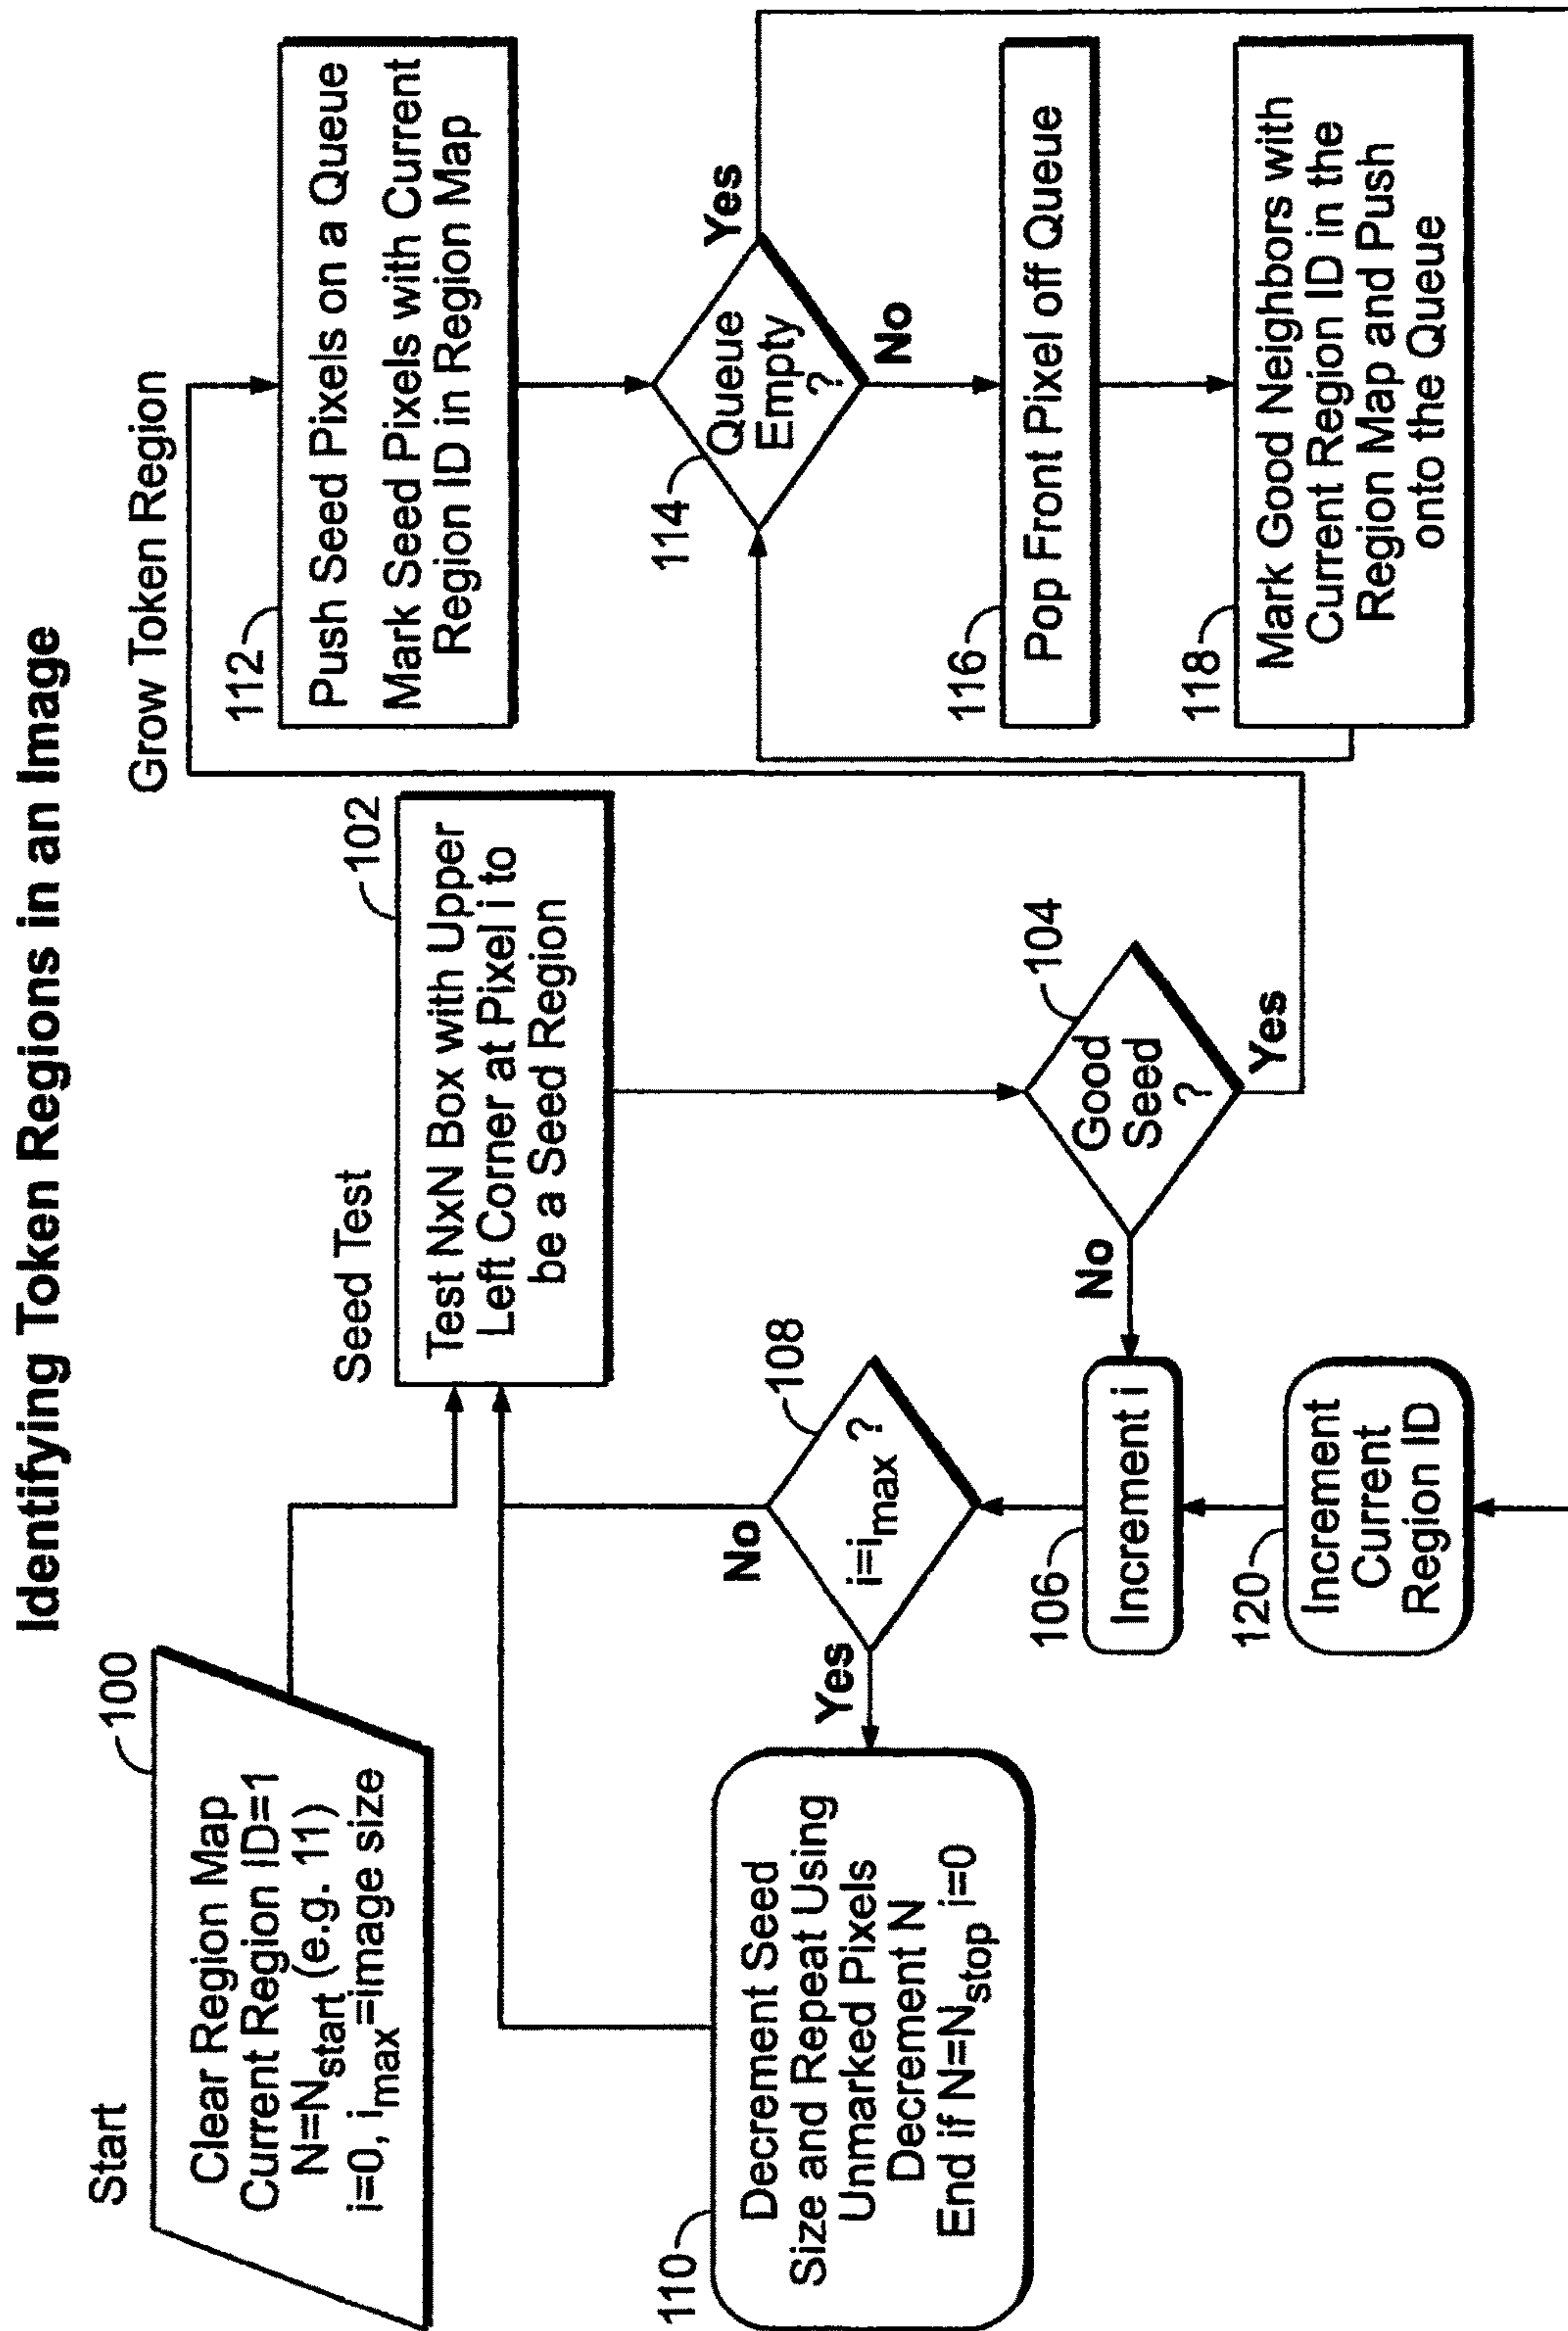 Identifying Token Regions in an Image
Start
100
Clear Region Map
Current Region ID=1
N=Nstart (e.g. 11)
i=0, imax=image size
Seed Test
102
Test NxN Box with Upper
Left Corner at Pixel i to
be a Seed Region
Good
Seed
?
104
No
Yes
106
Increment i
i=imax ?
108
No
Yes
110
Decrement Seed
Size and Repeat Using
Unmarked Pixels
Decrement N
End if N=Nstop i=0
Grow Token Region
112
Push Seed Pixels on a Queue
Mark Seed Pixels with Current
Region ID in Region Map
114
Queue
Empty
?
Yes
No
116
Pop Front Pixel off Queue
118
Mark Good Neighbors with
Current Region ID in the
Region Map and Push
onto the Queue
120
Increment
Current
Region ID